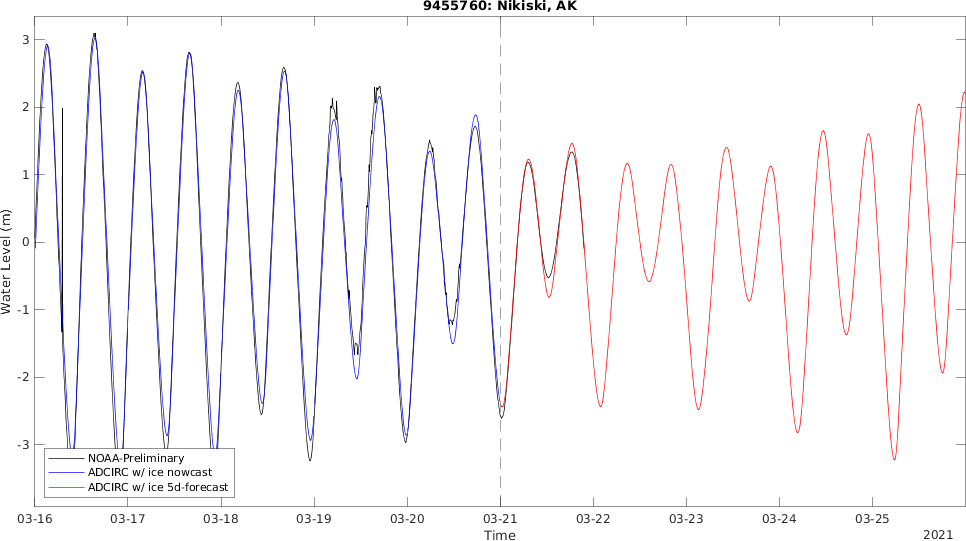 9455760: Nikiski, AK
3
2
1
0
-1
-2
-3
Water Level (m)
NOAA-Preliminary
ADCIRC w/ ice nowcast
ADCIRC w/ ice 5d-forecast
03-16 03-17 03-18 03-19 03-20 03-21 03-22 03-23 03-24 03-25
Time
2021